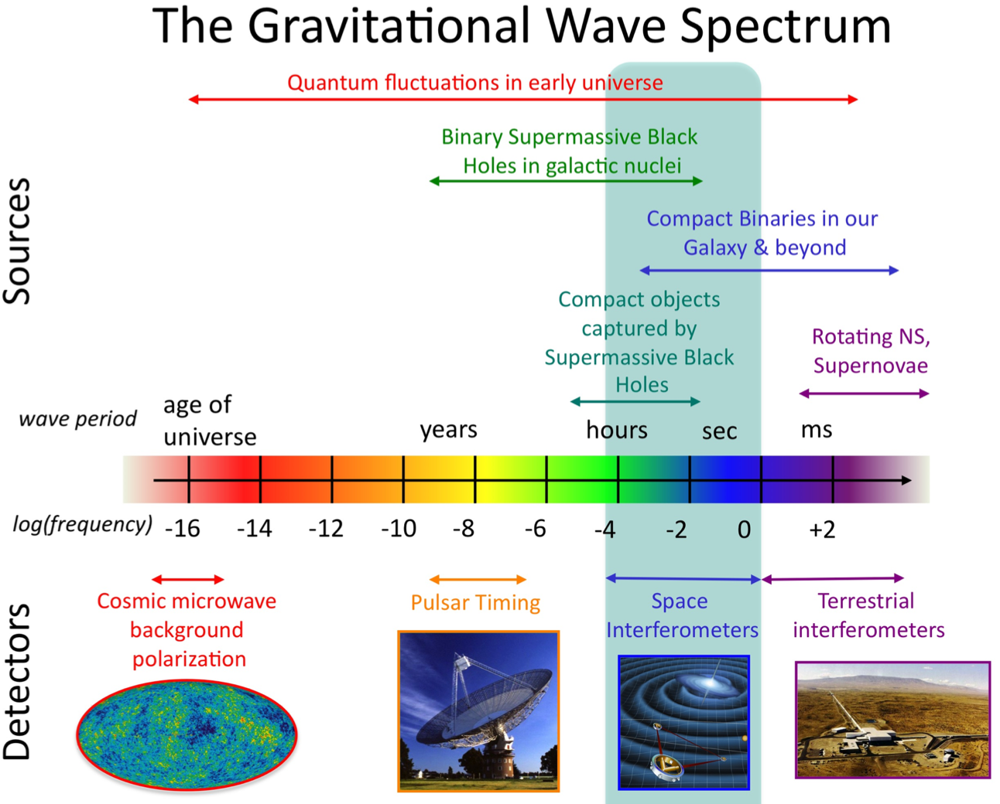 The Gravitational Wave Spectrum
Sources
Quantum fluctuations in early universe
Binary Supermassive Black
Holes in galactic nuclei
Compact Binaries in our
Galaxy & beyond
Compact objects
captured by
Supermassive Black
Holes
Rotating NS,
Supernovae
wave period
age of
universe
years
hours
sec
ms
log(frequency)
-16
-14
-12
-10
-8
-6
-4
-2
0
+2
Detectors
Cosmic microwave
background
polarization
Pulsar Timing
Space
Interferometers
Terrestrial
interferometers